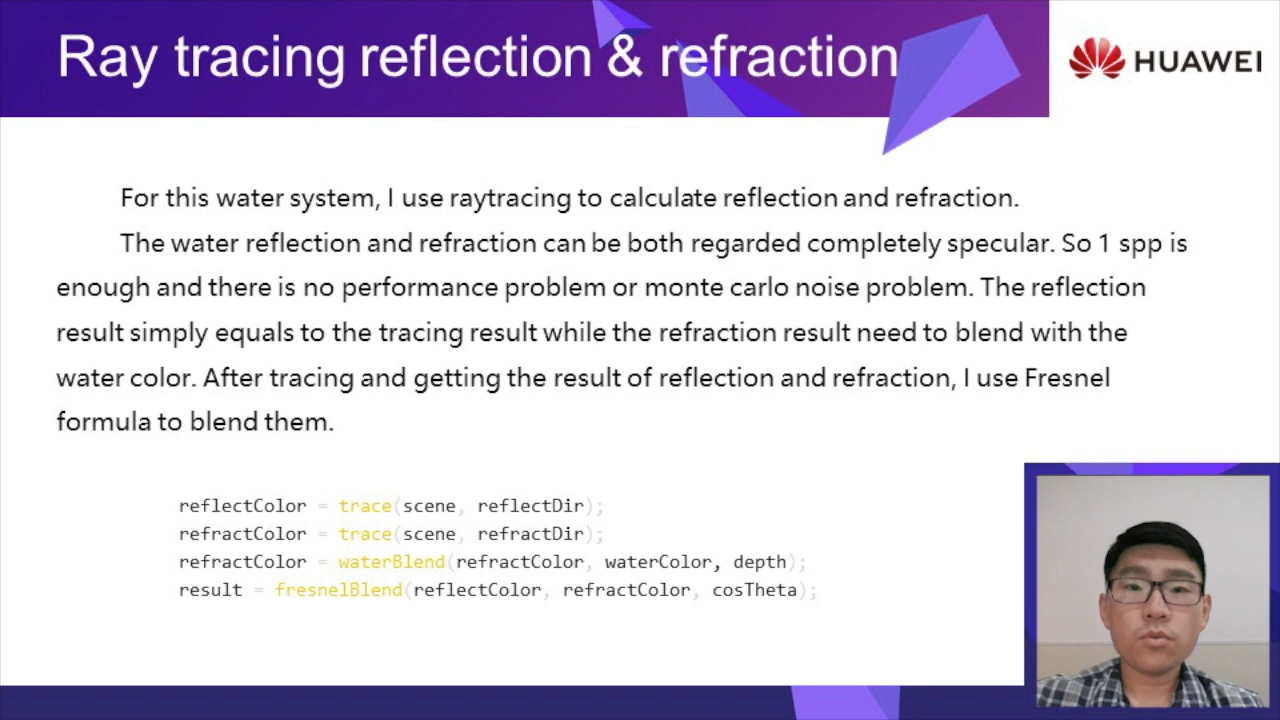 Ray tracing reflection & refraction
HUAWEI
For this water system, I use raytracing to calculate reflection and refraction.
The water reflection and refraction can be both regarded completely specular. So 1 spp is
enough and there is no performance problem or monte carlo noise problem. The reflection
result simply equals to the tracing result while the refraction result need to blend with the
water color. After tracing and getting the result of reflection and refraction, I use Fresnel
formula to blend them.
reflectColor = trace(scene, reflectDir);
refractColor = trace(scene, refractDir);
refractColor = waterBlend(refractColor, waterColor, depth);
result = fresnelBlend(reflectColor, refractColor, cosTheta);